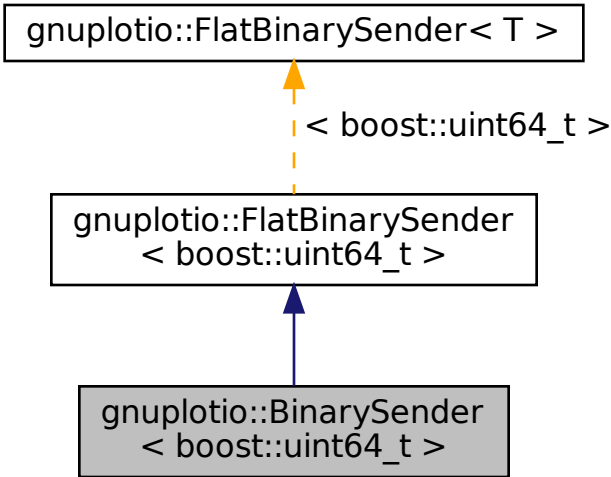 gnuplotio::FlatBinarySender< T >
< boost::uint64_t >
gnuplotio::FlatBinarySender
< boost::uint64_t >
gnuplotio::BinarySender
< boost::uint64_t >